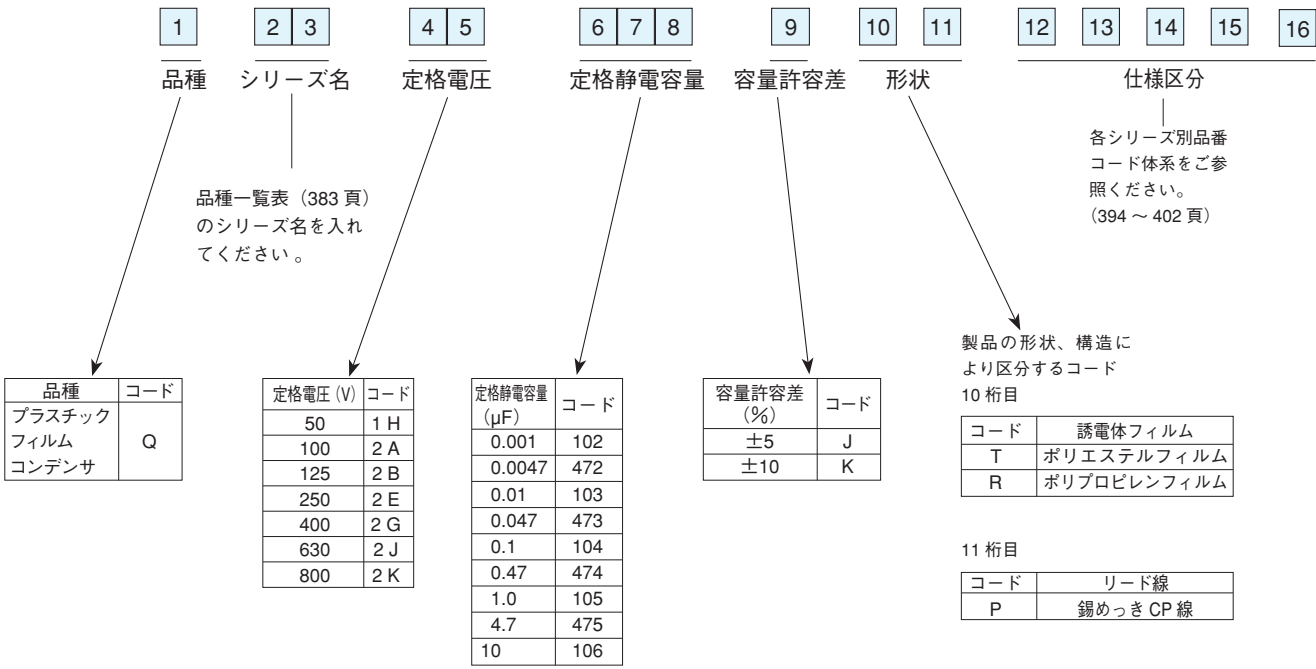 1 2 3 4 5 6 7 8 9 10 11 12 13 14 15 16
品種 シリーズ名 定格電圧 定格静電容量 容量許容差 形状 仕様区分
品種一覧表（383 頁）
のシリーズ名を入れ
てください 。
各シリーズ別品番
コード体系をご参
照ください。
（394 ～ 402 頁）
品種 コード
プラスチック
フィルム Q
コンデンサ
定格電圧 (V) コード
50 1 H
100 2 A
125 2 B
250 2 E
400 2 G
630 2 J
800 2 K
定格静電容量
（μF） コード
0.001 102
0.0047 472
0.01 103
0.047 473
0.1 104
0.47 474
1.0 105
4.7 475
10 106
容量許容差
（%） コード
±5 J
±10 K
製品の形状、構造に
より区分するコード
10 桁目
コード 誘電体フィルム
T ポリエステルフィルム
R ポリプロピレンフィルム
11 桁目
コード リード線
P 錫めっき CP 線